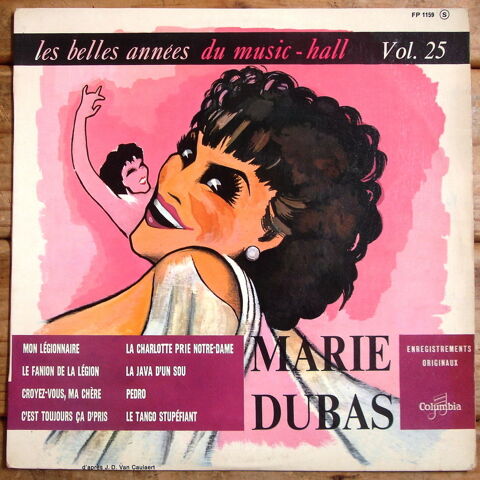 FP 1159 S
les belles années du music-hall Vol. 25
MON LÉGIONNAIRE
LE FANION DE LA LÉGION
CROYEZ-VOUS, MA CHÈRE
C'EST TOUJOURS ÇA D'PRIS
LA CHARLOTTE PRIE NOTRE-DAME
LA JAVA D'UN SOU
PEDRO
LE TANGO STUPÉFIANT
MARIE
DUBAS
ENREGISTREMENTS
ORIGINAUX
Columbia
d'après J. D. Van Caulaert